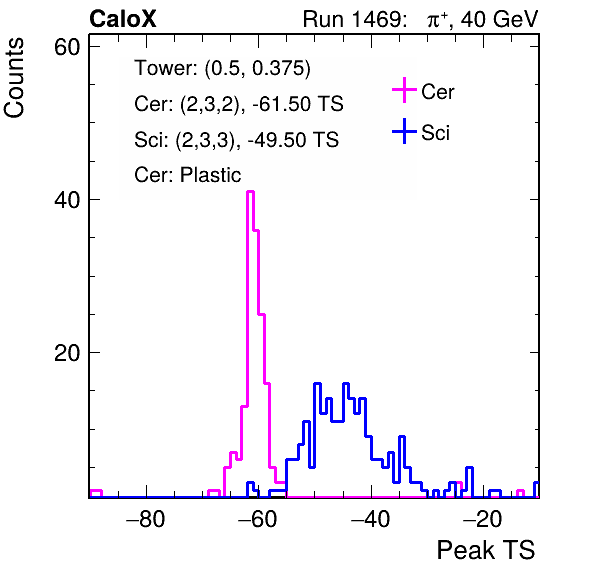 CaloX Run 1469: π⁺, 40 GeV
Counts
60
40
20
Tower: (0.5, 0.375)
Cer: (2,3,2), -61.50 TS
Sci: (2,3,3), -49.50 TS
Cer: Plastic
Cer
Sci
−80 −60 −40 −20
Peak TS